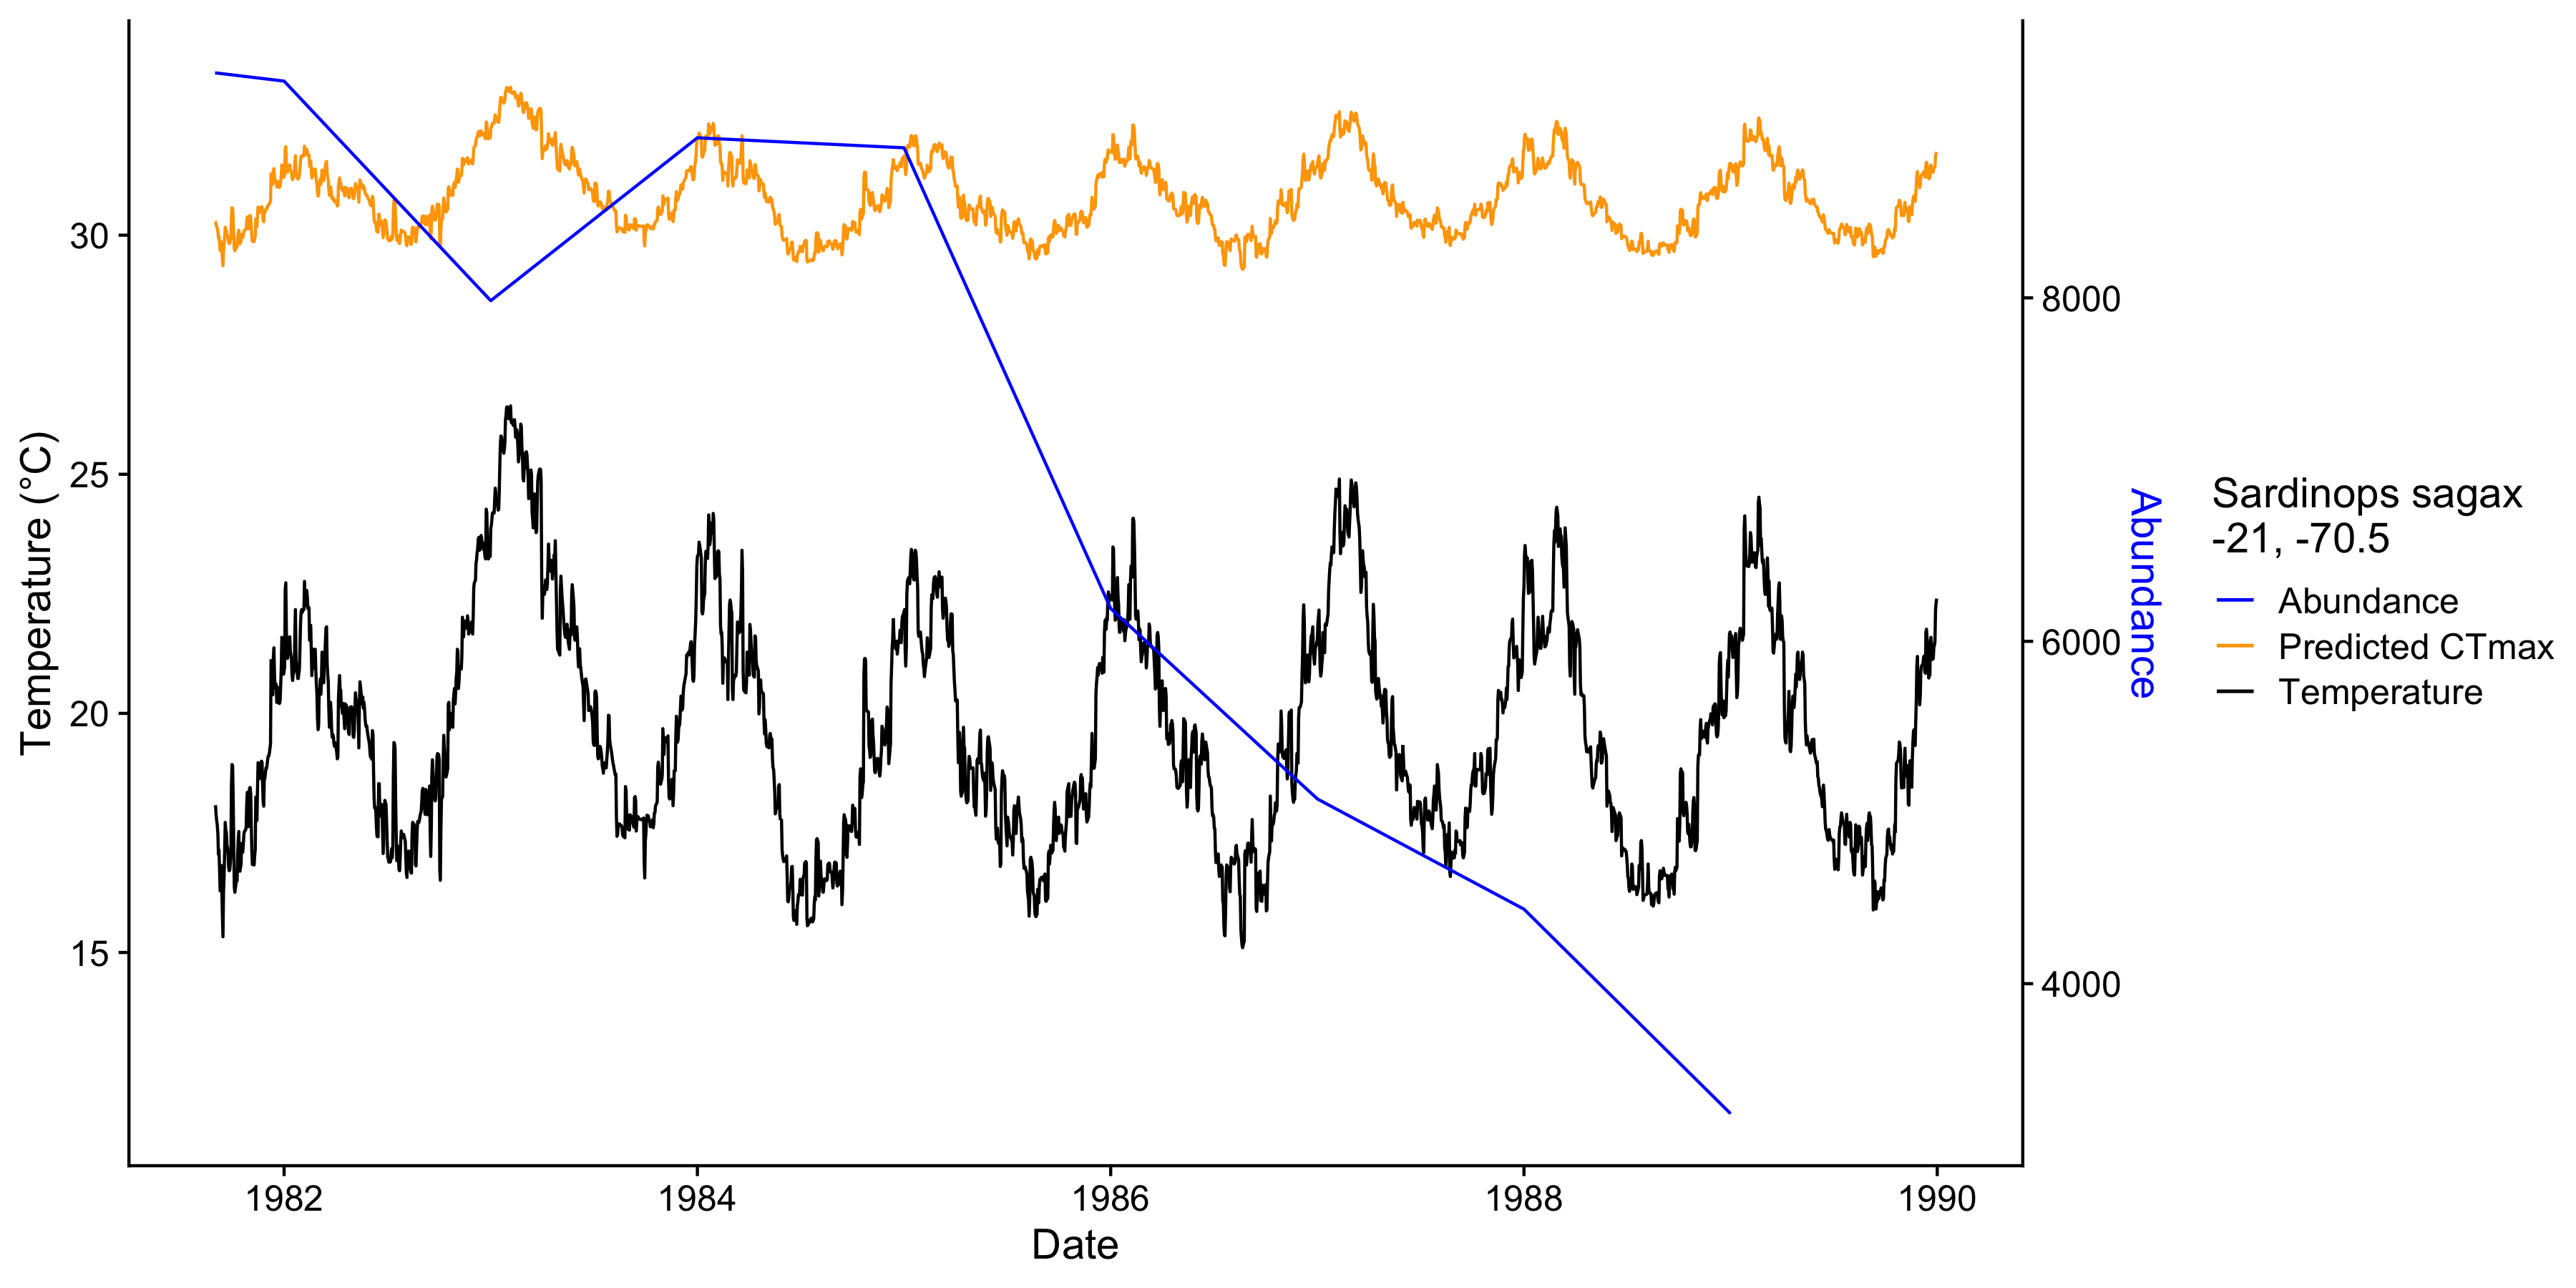 Temperature (°C)
30
25
20
15
1982
1984
1986
1988
1990
Date
8000
6000
4000
Abundance
Sardinops sagax
-21, -70.5
Abundance
Predicted CTmax
Temperature